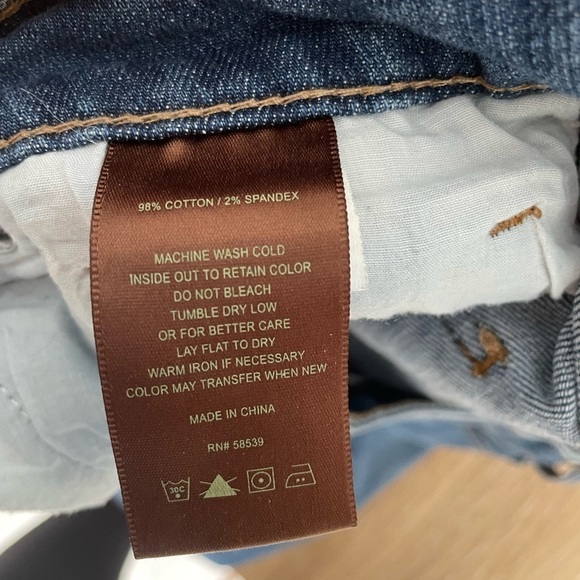 98% COTTON / 2% SPANDEX
MACHINE WASH COLD
INSIDE OUT TO RETAIN COLOR
DO NOT BLEACH
TUMBLE DRY LOW
OR FOR BETTER CARE
LAY FLAT TO DRY
WARM IRON IF NECESSARY
COLOR MAY TRANSFER WHEN NEW
MADE IN CHINA
RN# 58539
30C